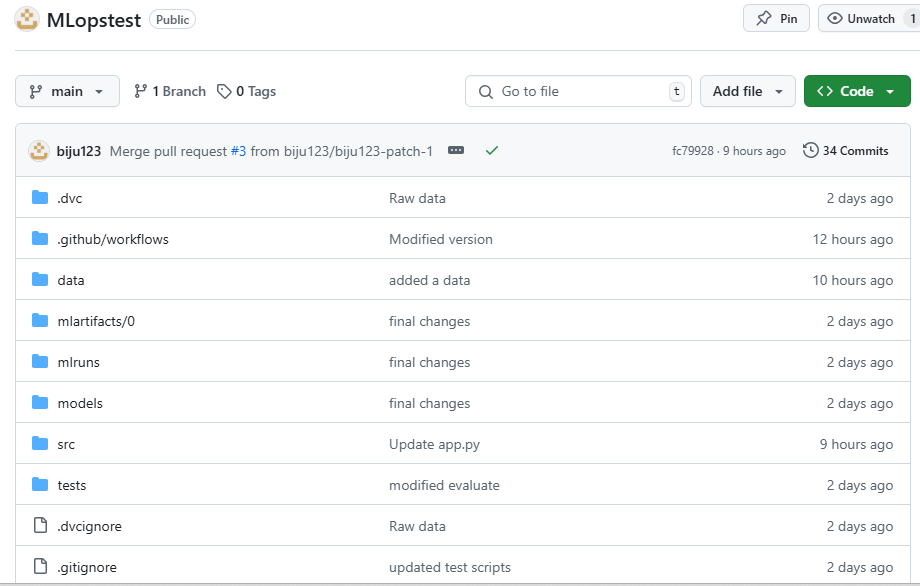 MLopstest Public Pin Unwatch 1
main 1 Branch 0 Tags Go to file t Add file Code
biju123 Merge pull request #3 from biju123/biju123-patch-1 fc79928 · 9 hours ago 34 Commits
.dvc Raw data 2 days ago
.github/workflows Modified version 12 hours ago
data added a data 10 hours ago
mlartifacts/0 final changes 2 days ago
mlruns final changes 2 days ago
models final changes 2 days ago
src Update app.py 9 hours ago
tests modified evaluate 2 days ago
.dvcignore Raw data 2 days ago
.gitignore updated test scripts 2 days ago